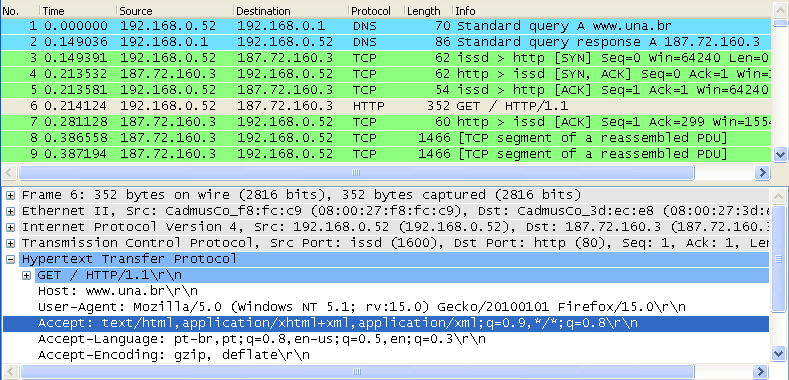 No. Time Source Destination Protocol Length Info
1 0.000000 192.168.0.52 192.168.0.1 DNS 70 Standard query A www.una.br
2 0.149036 192.168.0.1 192.168.0.52 DNS 86 Standard query response A 187.72.160.3
3 0.149391 192.168.0.52 187.72.160.3 TCP 62 issd > http [SYN] Seq=0 Win=64240 Len=0
4 0.213532 187.72.160.3 192.168.0.52 TCP 62 http > issd [SYN, ACK] Seq=0 Ack=1 Win=
5 0.213581 192.168.0.52 187.72.160.3 TCP 54 issd > http [ACK] Seq=1 Ack=1 Win=64240
6 0.214124 192.168.0.52 187.72.160.3 HTTP 352 GET / HTTP/1.1
7 0.281128 187.72.160.3 192.168.0.52 TCP 60 http > issd [ACK] Seq=1 Ack=299 Win=1554
8 0.386558 187.72.160.3 192.168.0.52 TCP 1466 [TCP segment of a reassembled PDU]
9 0.387194 187.72.160.3 192.168.0.52 TCP 1466 [TCP segment of a reassembled PDU]
Frame 6: 352 bytes on wire (2816 bits), 352 bytes captured (2816 bits)
Ethernet II, Src: CadmusCo_f8:fc:c9 (08:00:27:f8:fc:c9), Dst: CadmusCo_3d:ec:e8 (08:00:27:3d:e
Internet Protocol Version 4, Src: 192.168.0.52 (192.168.0.52), Dst: 187.72.160.3 (187.72.160.3
Transmission Control Protocol, Src Port: issd (1600), Dst Port: http (80), Seq: 1, Ack: 1, Le
Hypertext Transfer Protocol
GET / HTTP/1.1\r\n
Host: www.una.br\r\n
User-Agent: Mozilla/5.0 (Windows NT 5.1; rv:15.0) Gecko/20100101 Firefox/15.0\r\n
Accept: text/html,application/xhtml+xml,application/xml;q=0.9,*/*;q=0.8\r\n
Accept-Language: pt-br,pt;q=0.8,en-us;q=0.5,en;q=0.3\r\n
Accept-Encoding: gzip, deflate\r\n